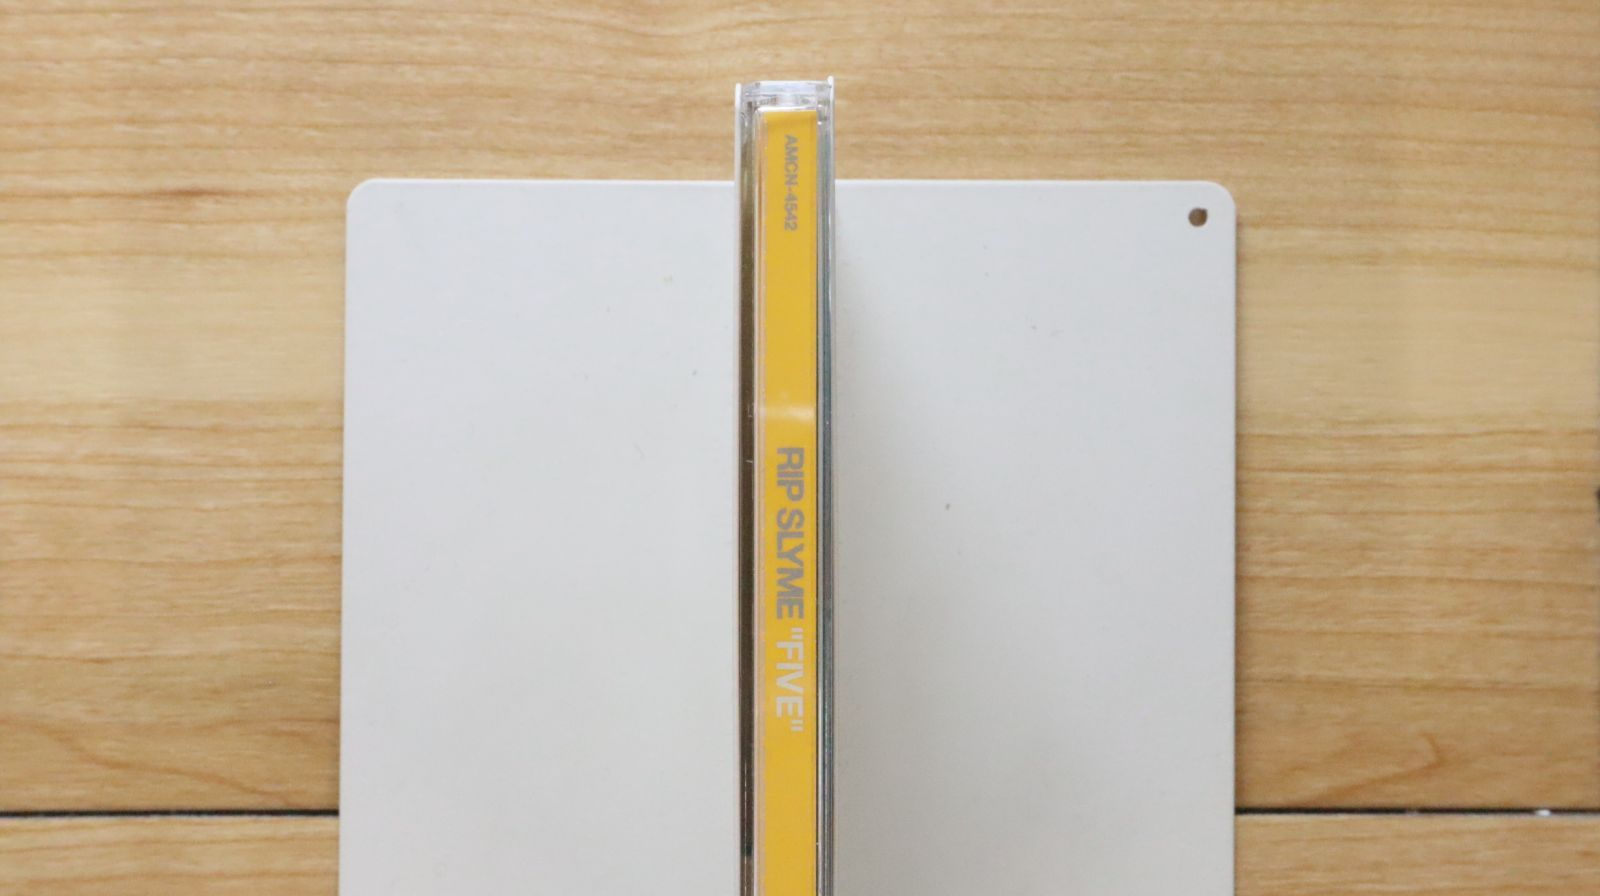 AMCN-4542
RIP SLYME "FIVE"